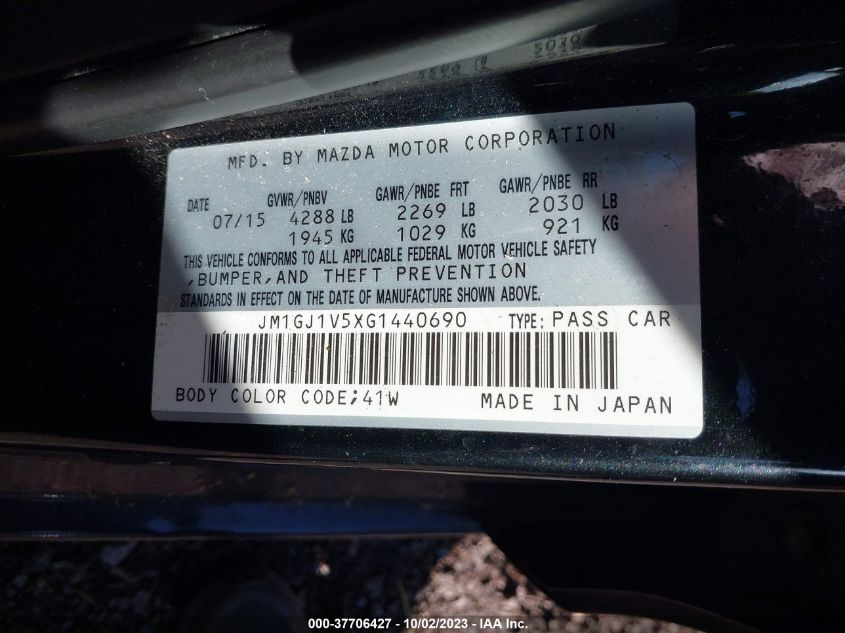 5030
MFD. BY MAZDA MOTOR CORPORATION
DATE GVWR/PNBV GAWR/PNBE FRT GAWR/PNBE RR
07/15 4288 LB 2269 LB 2030 LB
1945 KG 1029 KG 921 KG
THIS VEHICLE CONFORMS TO ALL APPLICABLE FEDERAL MOTOR VEHICLE SAFETY
,BUMPER,AND THEFT PREVENTION
STANDARDS IN EFFECT ON THE DATE OF MANUFACTURE SHOWN ABOVE.
JM1GJ1V5XG1440690 TYPE: PASS CAR
BODY COLOR CODE;41W MADE IN JAPAN
000-37706427 - 10/02/2023 - IAA Inc.